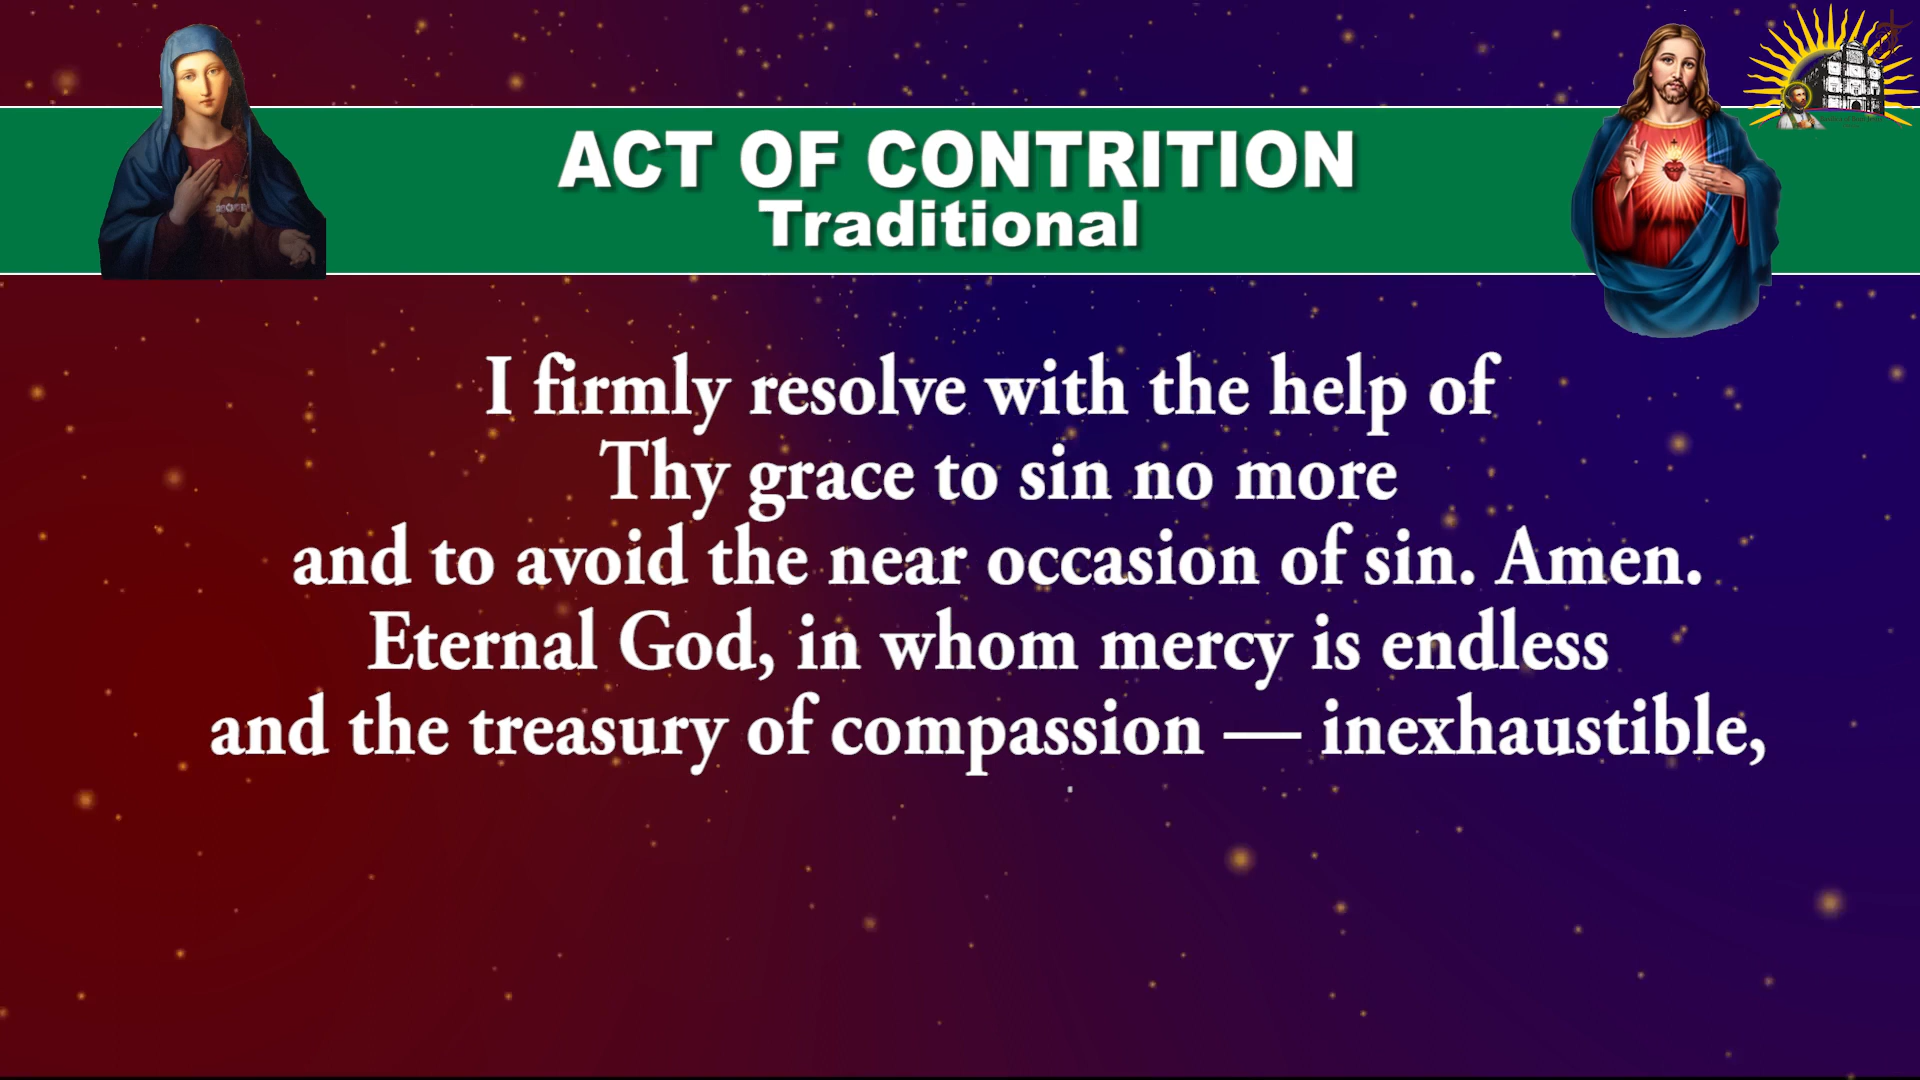 ACT OF CONTRITION
Traditional
I firmly resolve with the help of
Thy grace to sin no more
and to avoid the near occasion of sin. Amen.
Eternal God, in whom mercy is endless
and the treasury of compassion — inexhaustible,